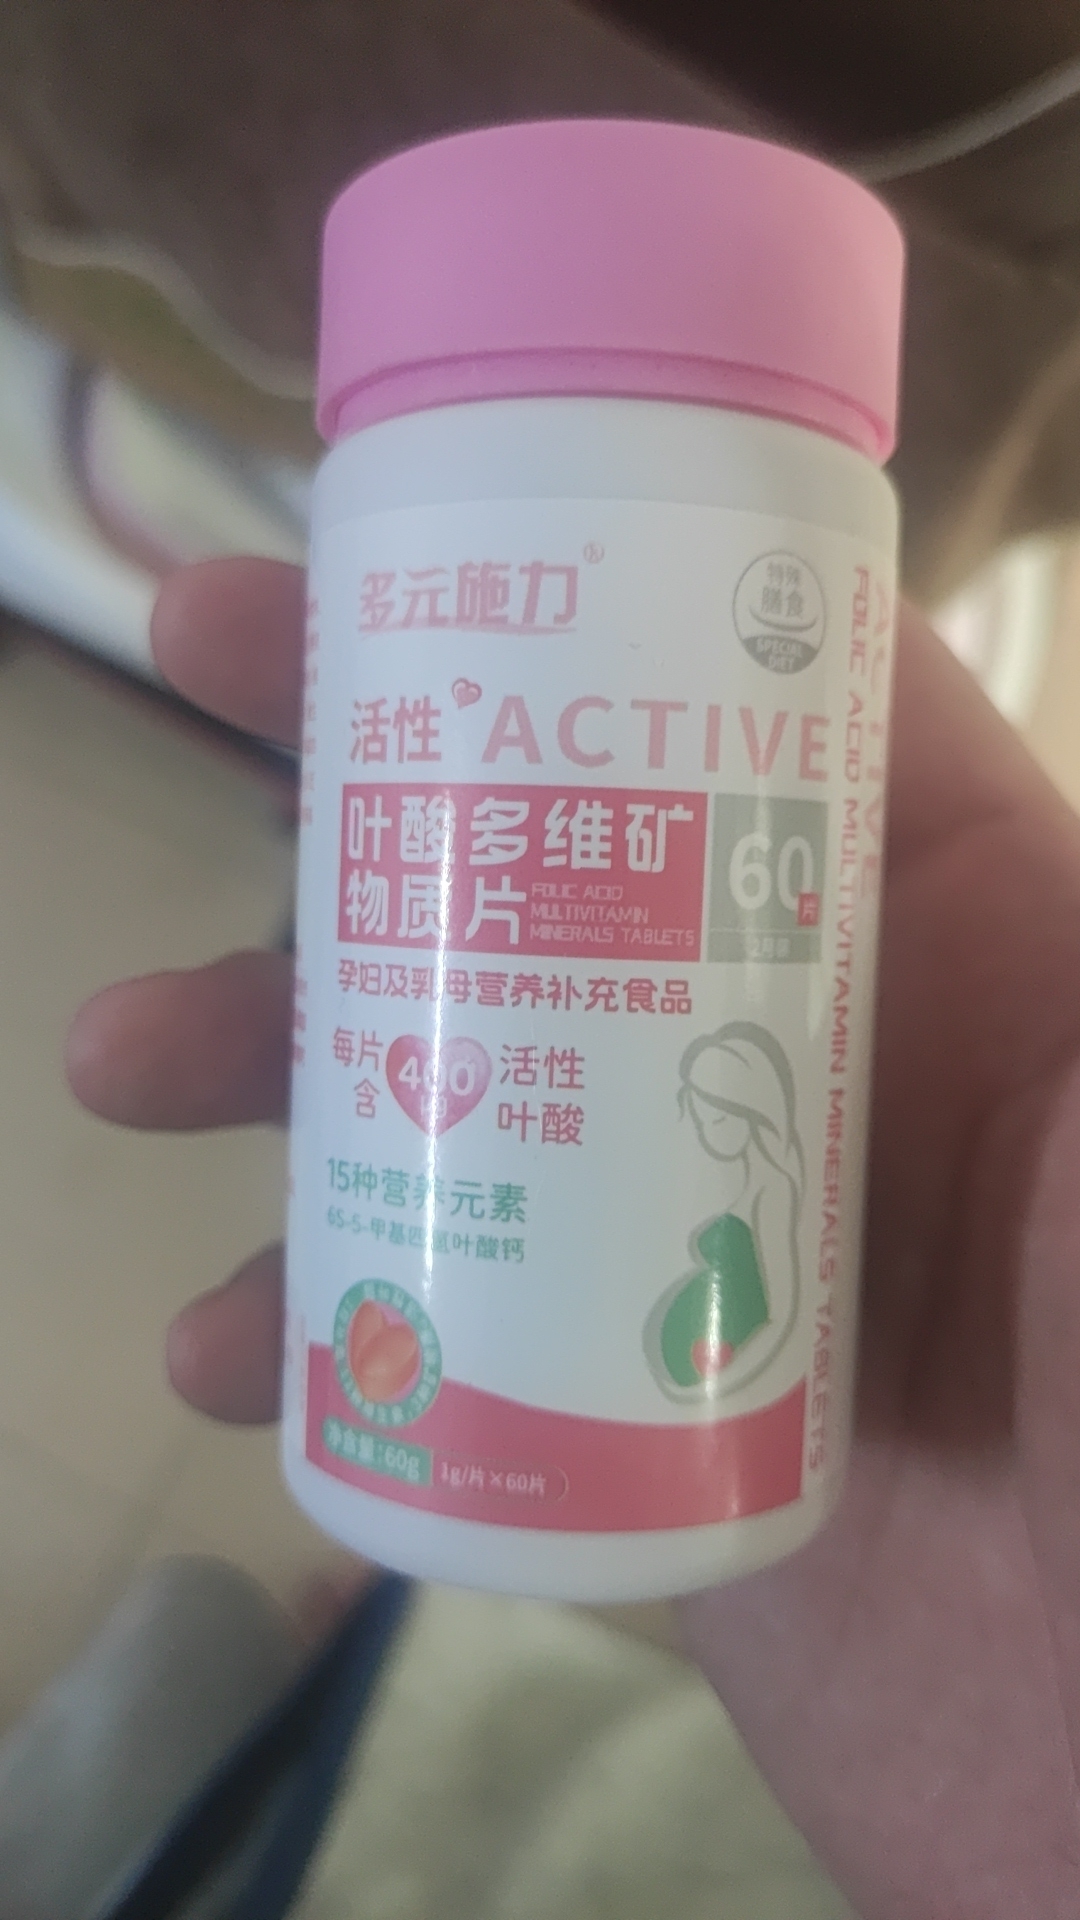 多元施力®
特殊
膳食
SPECIAL
DIET
活性 ACTIVE
叶酸多维矿
物质片
FOLIC ACID
MULTIVITAMIN
MINERALS TABLETS
60片
孕妇及乳母营养补充食品
每片含
活性叶酸
15种营养元素
6S-5-甲基四氢叶酸钙
净含量:60g
1g/片×60片
ACTIVE
FOLIC ACID MULTIVITAMIN MINERALS TABLETS